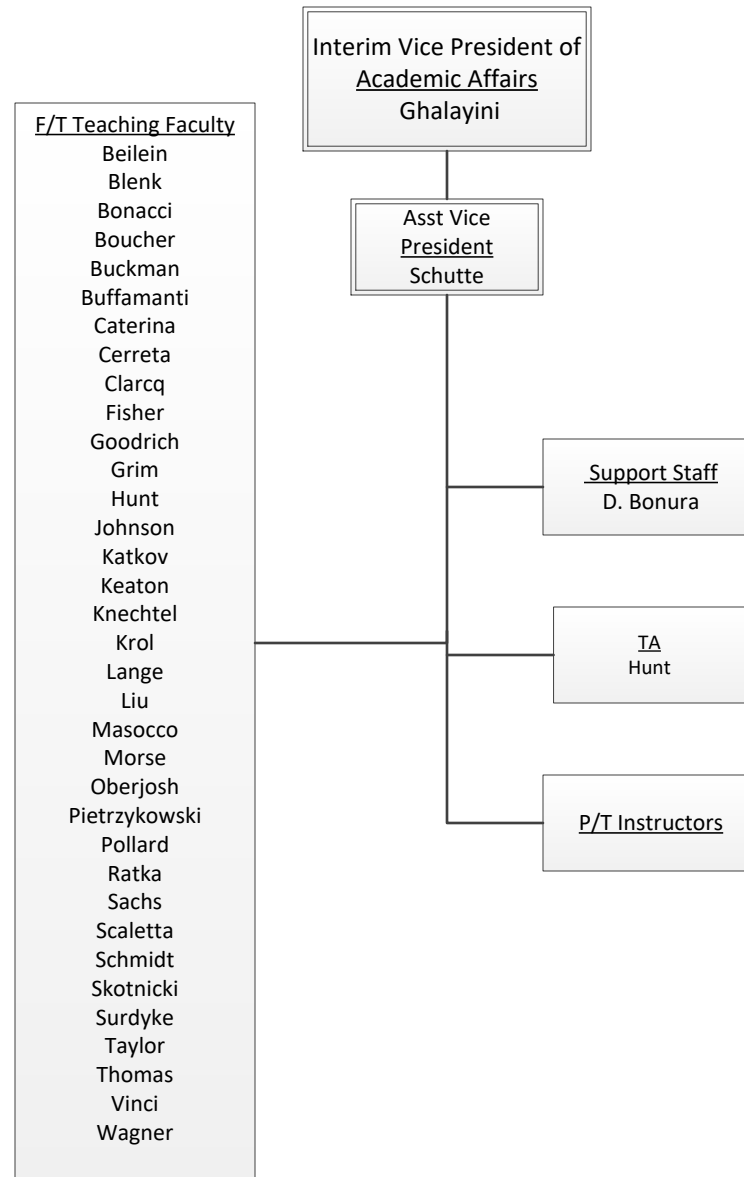 Interim Vice President of
Academic Affairs
Ghalayini
Asst Vice
President
Schutte
F/T Teaching Faculty
Beilein
Blenk
Bonacci
Boucher
Buckman
Buffamanti
Caterina
Cerreta
Clarcq
Fisher
Goodrich
Grim
Hunt
Johnson
Katkov
Keaton
Knechtel
Krol
Lange
Liu
Masocco
Morse
Oberjosh
Pietrzykowski
Pollard
Ratka
Sachs
Scaletta
Schmidt
Skotnicki
Surdyke
Taylor
Thomas
Vinci
Wagner
Support Staff
D. Bonura
TA
Hunt
P/T Instructors